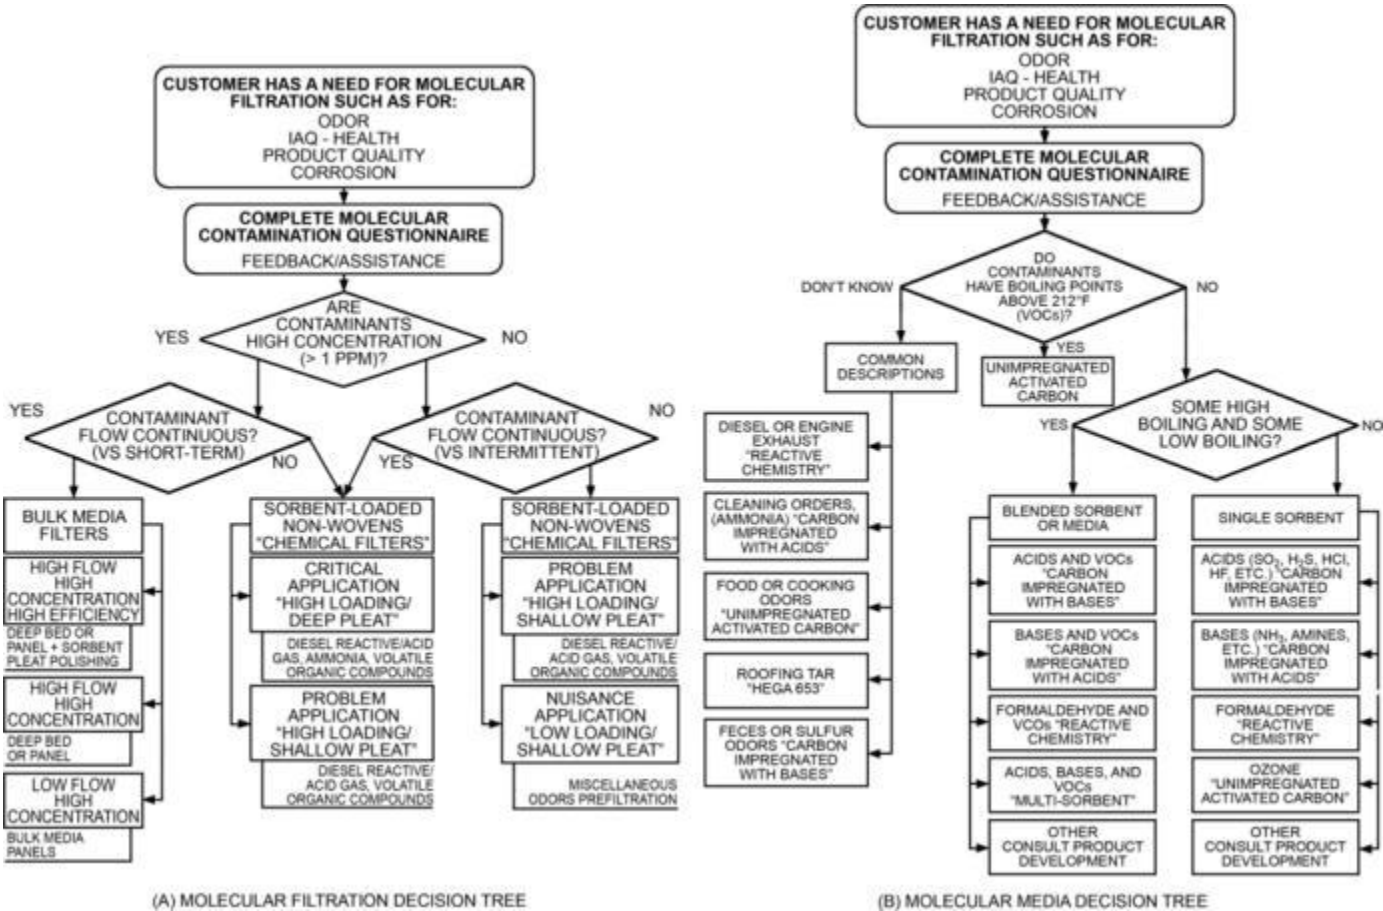 CUSTOMER HAS A NEED FOR MOLECULAR
FILTRATION SUCH AS FOR:
ODOR
IAQ - HEALTH
PRODUCT QUALITY
CORROSION
COMPLETE MOLECULAR
CONTAMINATION QUESTIONNAIRE
FEEDBACK/ASSISTANCE
ARE
CONTAMINANTS
HIGH CONCENTRATION
(> 1 PPM)?
YES
NO
YES
CONTAMINANT
FLOW CONTINUOUS?
(VS SHORT-TERM)
NO
CONTAMINANT
FLOW CONTINUOUS?
(VS INTERMITTENT)
YES
NO
BULK MEDIA
FILTERS
HIGH FLOW
HIGH
CONCENTRATION
HIGH EFFICIENCY
DEEP BED OR
PANEL + SORBENT
PLEAT POLISHING
HIGH FLOW
HIGH
CONCENTRATION
DEEP BED
OR PANEL
LOW FLOW
HIGH
CONCENTRATION
BULK MEDIA
PANELS
SORBENT-LOADED
NON-WOVENS
"CHEMICAL FILTERS"
CRITICAL
APPLICATION
"HIGH LOADING/
DEEP PLEAT"
DIESEL REACTIVE/ACID
GAS, AMMONIA, VOLATILE
ORGANIC COMPOUNDS
PROBLEM
APPLICATION
"HIGH LOADING/
SHALLOW PLEAT"
DIESEL REACTIVE/
ACID GAS, VOLATILE
ORGANIC COMPOUNDS
SORBENT-LOADED
NON-WOVENS
"CHEMICAL FILTERS"
PROBLEM
APPLICATION
"HIGH LOADING/
SHALLOW PLEAT"
DIESEL REACTIVE/
ACID GAS, VOLATILE
ORGANIC COMPOUNDS
NUISANCE
APPLICATION
"LOW LOADING/
SHALLOW PLEAT"
MISCELLANEOUS
ODORS PREFILTRATION
(A) MOLECULAR FILTRATION DECISION TREE
CUSTOMER HAS A NEED FOR MOLECULAR
FILTRATION SUCH AS FOR:
ODOR
IAQ - HEALTH
PRODUCT QUALITY
CORROSION
COMPLETE MOLECULAR
CONTAMINATION QUESTIONNAIRE
FEEDBACK/ASSISTANCE
DO
CONTAMINANTS
HAVE BOILING POINTS
ABOVE 212°F
(VOCs)?
DON'T KNOW
NO
YES
COMMON
DESCRIPTIONS
UNIMPREGNATED
ACTIVATED
CARBON
SOME HIGH
BOILING AND SOME
LOW BOILING?
YES
NO
DIESEL OR ENGINE
EXHAUST
"REACTIVE
CHEMISTRY"
CLEANING ORDERS,
(AMMONIA) "CARBON
IMPREGNATED
WITH ACIDS"
FOOD OR COOKING
ODORS
"UNIMPREGNATED
ACTIVATED CARBON"
ROOFING TAR
"HEGA 653"
FECES OR SULFUR
ODORS "CARBON
IMPREGNATED
WITH BASES"
BLENDED SORBENT
OR MEDIA
ACIDS AND VOCs
"CARBON
IMPREGNATED
WITH BASES"
BASES AND VOCs
"CARBON
IMPREGNATED
WITH ACIDS"
FORMALDEHYDE AND
VOCs "REACTIVE
CHEMISTRY"
ACIDS, BASES, AND
VOCs
"MULTI-SORBENT"
OTHER
CONSULT PRODUCT
DEVELOPMENT
SINGLE SORBENT
ACIDS (SO₂, H₂S, HCl,
HF, ETC.) "CARBON
IMPREGNATED
WITH BASES"
BASES (NH₃, AMINES,
ETC.) "CARBON
IMPREGNATED
WITH ACIDS"
FORMALDEHYDE
"REACTIVE
CHEMISTRY"
OZONE
"UNIMPREGNATED
ACTIVATED CARBON"
OTHER
CONSULT PRODUCT
DEVELOPMENT
(B) MOLECULAR MEDIA DECISION TREE